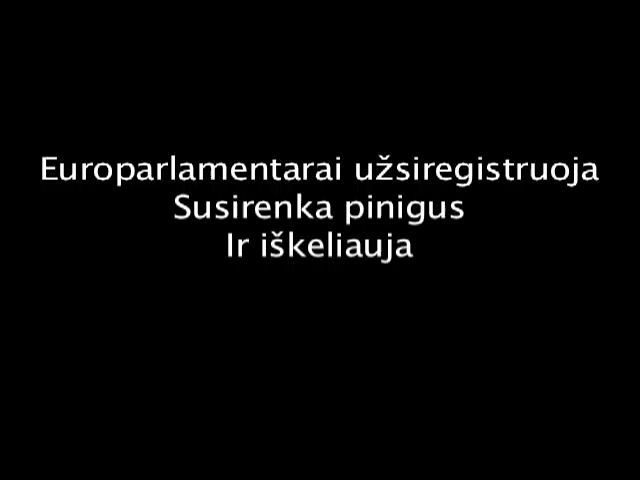 Europarlamentarai užsiregistruoja
Susirenka pinigus
Ir iškeliauja